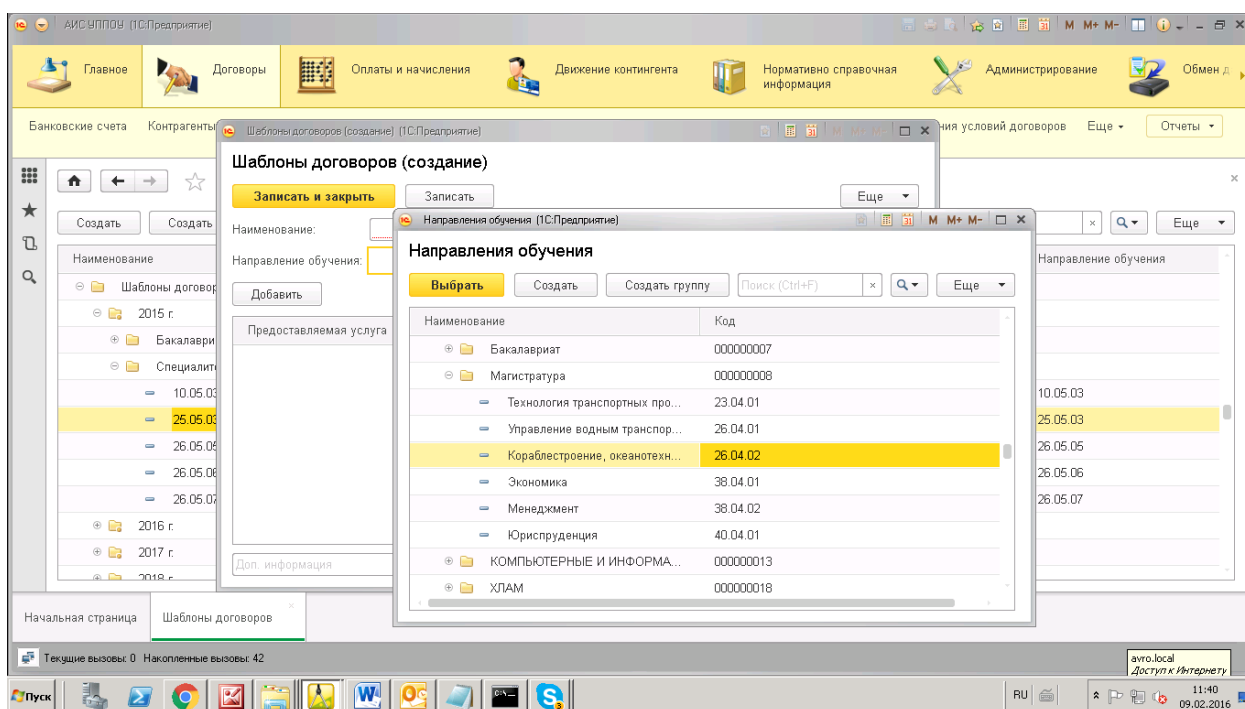 АИС УППОУ (1С:Предприятие)
M M+ M-
Главное
Договоры
Оплаты и начисления
Движение контингента
Нормативно справочная
информация
Администрирование
Обмен д
Банковские счета Контрагенты
ния условий договоров Еще Отчеты
Шаблоны договоров (создание) (1С:Предприятие)
M M+ M-
Шаблоны договоров (создание)
Записать и закрыть Записать Еще
Наименование:
Направление обучения:
Добавить
Предоставляемая услуга
Доп. информация
Создать Создать
Еще
Наименование
Направление обучения
Шаблоны договор
2015 г.
Бакалаври
Специалит
10.05.03 10.05.03
25.05.03 25.05.03
26.05.05 26.05.05
26.05.06 26.05.06
26.05.07 26.05.07
2016 г.
2017 г.
2018 г
Направления обучения (1С:Предприятие)
M M+ M-
Направления обучения
Выбрать Создать Создать группу Поиск (Ctrl+F) × Еще
Наименование Код
Бакалавриат 000000007
Магистратура 000000008
Технология транспортных про... 23.04.01
Управление водным транспор... 26.04.01
Кораблестроение, океанотехн... 26.04.02
Экономика 38.04.01
Менеджмент 38.04.02
Юриспруденция 40.04.01
КОМПЬЮТЕРНЫЕ И ИНФОРМА... 000000013
ХЛАМ 000000018
Начальная страница Шаблоны договоров
Текущие вызовы: 0 Накопленные вызовы: 42
avro.local
Доступ к Интернету
Пуск
RU
11:40
09.02.2016